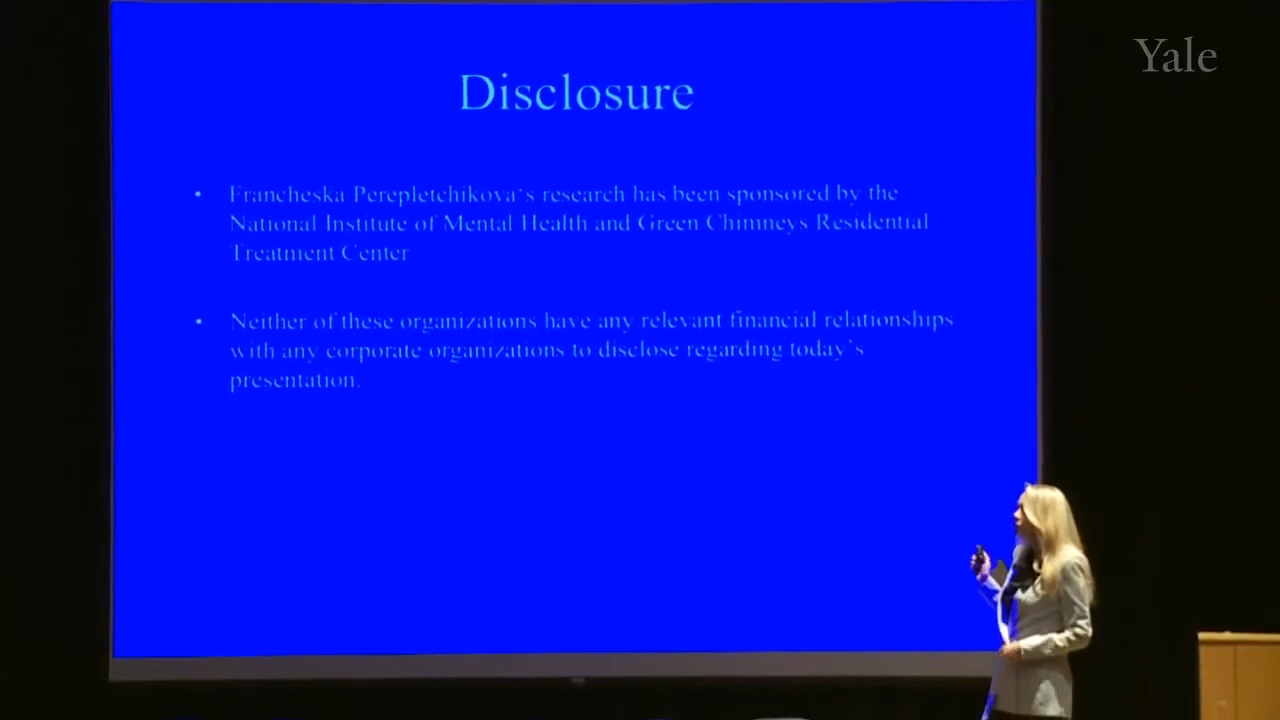 Yale
Disclosure
• Francheska Perepletchikova's research has been sponsored by the
National Institute of Mental Health and Green Chimneys Residential
Treatment Center
• Neither of these organizations have any relevant financial relationships
with any corporate organizations to disclose regarding today's
presentation.